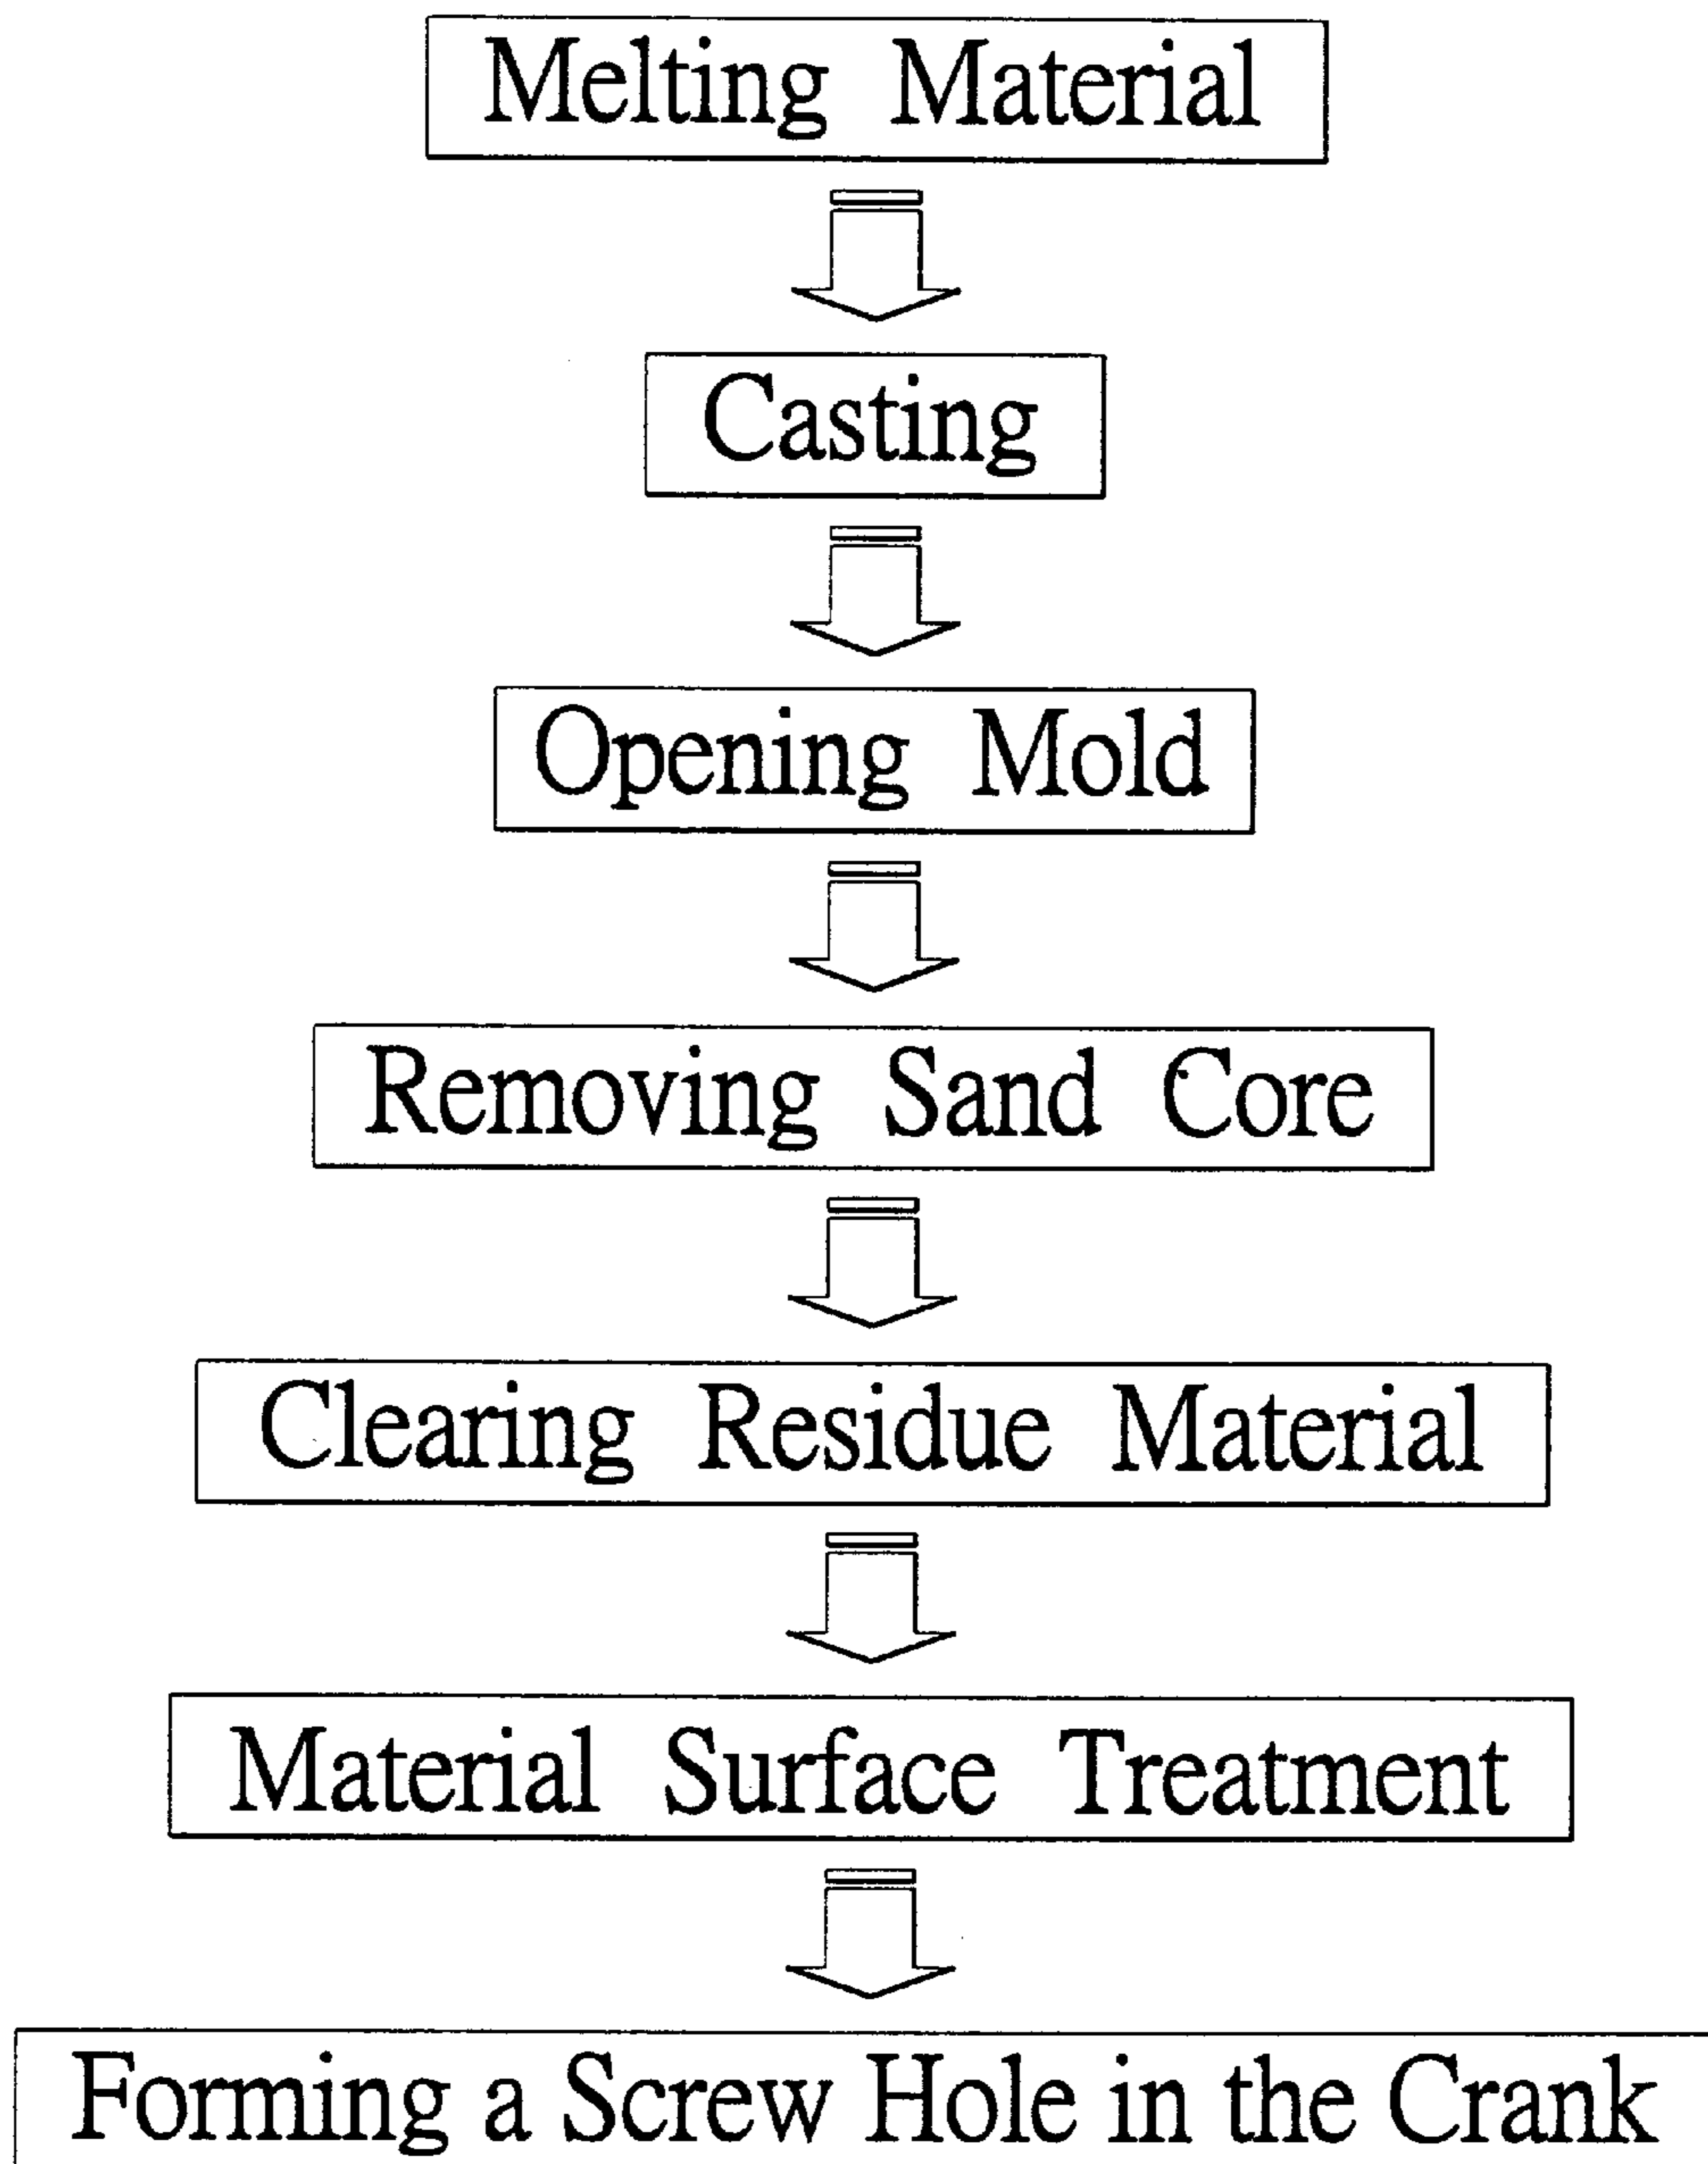 Melting Material
Casting
Opening Mold
Removing Sand Core
Clearing Residue Material
Material Surface Treatment
Forming a Screw Hole in the Crank